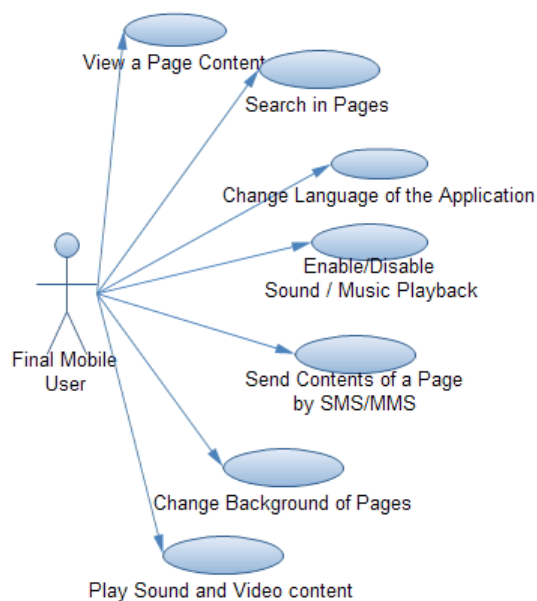 View a Page Content
Search in Pages
Change Language of the Application
Enable/Disable
Sound / Music Playback
Final Mobile
User
Send Contents of a Page
by SMS/MMS
Change Background of Pages
Play Sound and Video content